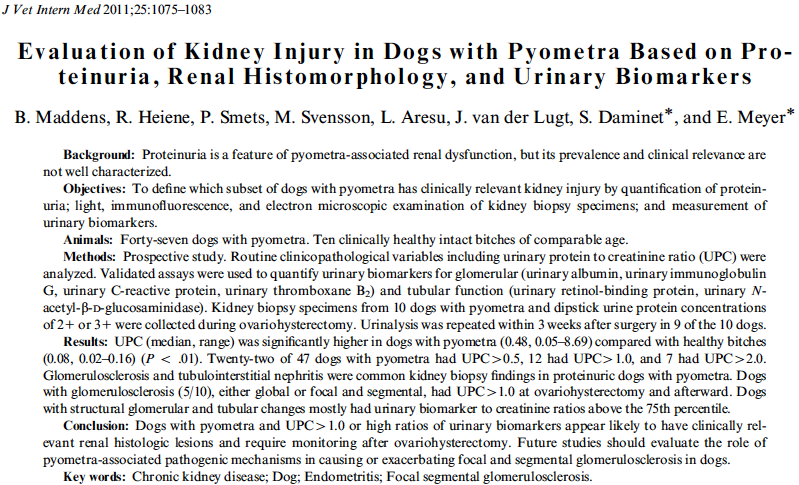 J Vet Intern Med 2011;25:1075–1083
Evaluation of Kidney Injury in Dogs with Pyometra Based on Pro-
teinuria, Renal Histomorphology, and Urinary Biomarkers
B. Maddens, R. Heiene, P. Smets, M. Svensson, L. Aresu, J. van der Lugt, S. Daminet*, and E. Meyer*
Background: Proteinuria is a feature of pyometra-associated renal dysfunction, but its prevalence and clinical relevance are
not well characterized.
Objectives: To define which subset of dogs with pyometra has clinically relevant kidney injury by quantification of protein-
uria; light, immunofluorescence, and electron microscopic examination of kidney biopsy specimens; and measurement of
urinary biomarkers.
Animals: Forty-seven dogs with pyometra. Ten clinically healthy intact bitches of comparable age.
Methods: Prospective study. Routine clinicopathological variables including urinary protein to creatinine ratio (UPC) were
analyzed. Validated assays were used to quantify urinary biomarkers for glomerular (urinary albumin, urinary immunoglobulin
G, urinary C-reactive protein, urinary thromboxane B2) and tubular function (urinary retinol-binding protein, urinary N-
acetyl-β-D-glucosaminidase). Kidney biopsy specimens from 10 dogs with pyometra and dipstick urine protein concentrations
of 2+ or 3+ were collected during ovariohysterectomy. Urinalysis was repeated within 3 weeks after surgery in 9 of the 10 dogs.
Results: UPC (median, range) was significantly higher in dogs with pyometra (0.48, 0.05–8.69) compared with healthy bitches
(0.08, 0.02–0.16) (P < .01). Twenty-two of 47 dogs with pyometra had UPC>0.5, 12 had UPC>1.0, and 7 had UPC>2.0.
Glomerulosclerosis and tubulointerstitial nephritis were common kidney biopsy findings in proteinuric dogs with pyometra. Dogs
with glomerulosclerosis (5/10), either global or focal and segmental, had UPC>1.0 at ovariohysterectomy and afterward. Dogs
with structural glomerular and tubular changes mostly had urinary biomarker to creatinine ratios above the 75th percentile.
Conclusion: Dogs with pyometra and UPC>1.0 or high ratios of urinary biomarkers appear likely to have clinically rel-
evant renal histologic lesions and require monitoring after ovariohysterectomy. Future studies should evaluate the role of
pyometra-associated pathogenic mechanisms in causing or exacerbating focal and segmental glomerulosclerosis in dogs.
Key words: Chronic kidney disease; Dog; Endometritis; Focal segmental glomerulosclerosis.